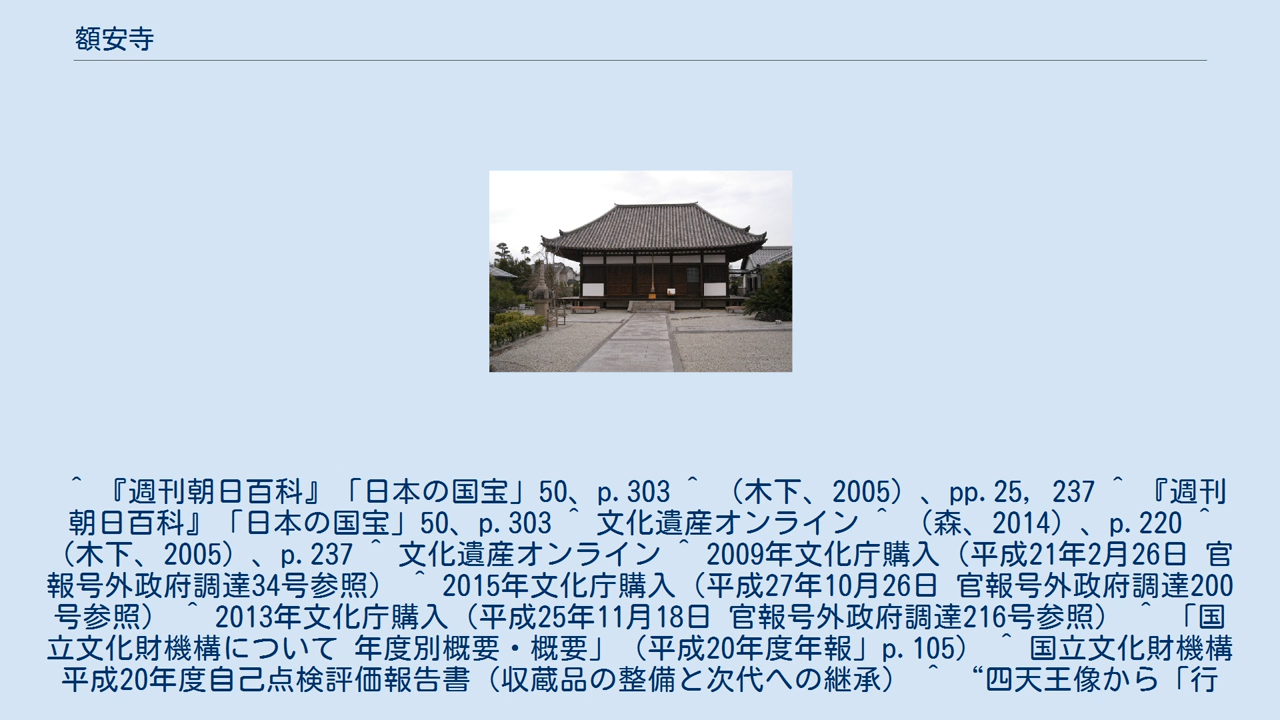 額安寺
^ 『週刊朝日百科』「日本の国宝」50、p.303 ^ （木下、2005）、pp.25, 237 ^ 『週刊
朝日百科』「日本の国宝」50、p.303 ^ 文化遺産オンライン ^ （森、2014）、p.220 ^
（木下、2005）、p.237 ^ 文化遺産オンライン ^ 2009年文化庁購入（平成21年2月26日 官
報号外政府調達34号参照） ^ 2015年文化庁購入（平成27年10月26日 官報号外政府調達200
号参照） ^ 2013年文化庁購入（平成25年11月18日 官報号外政府調達216号参照） ^ 「国
立文化財機構について 年度別概要・概要」（平成20年度年報」p.105） ^ 国立文化財機構
平成20年度自己点検評価報告書（収蔵品の整備と次代への継承） ^ “四天王像から「行